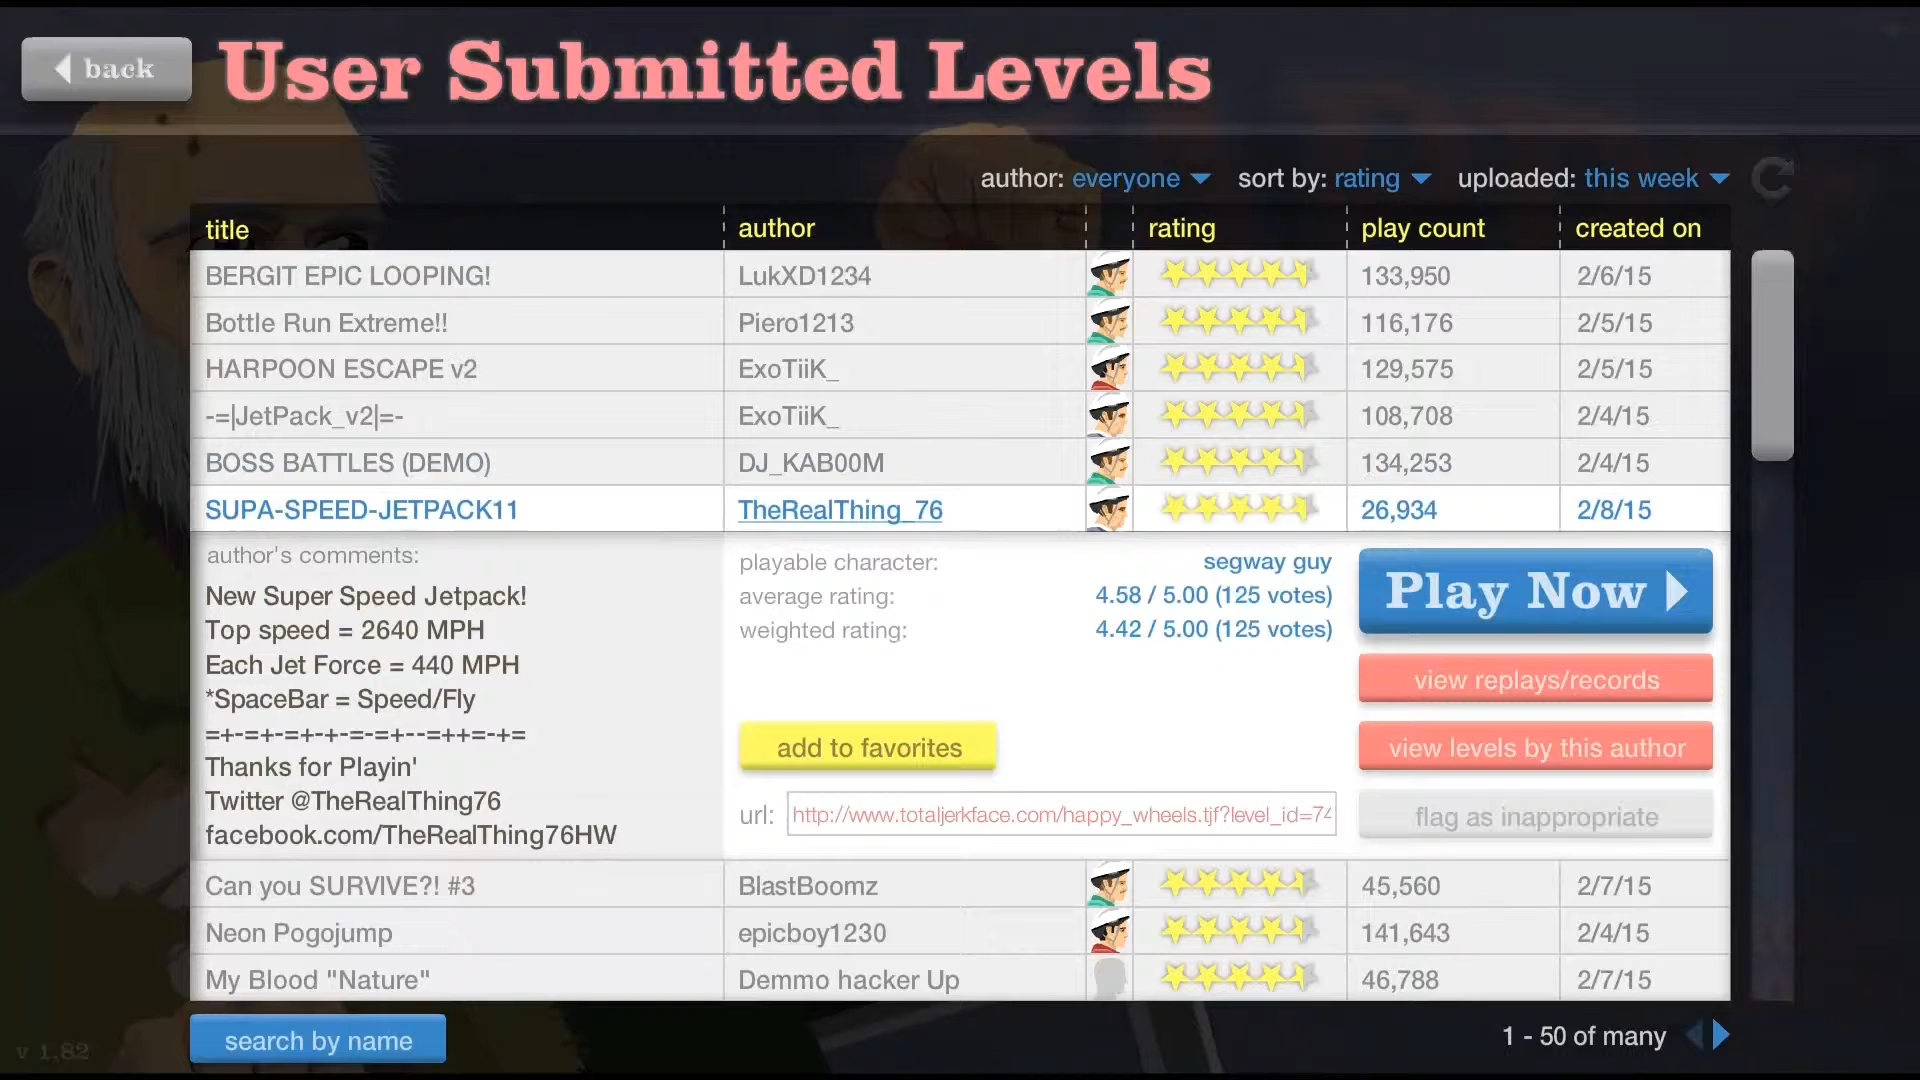 back
User Submitted Levels
author: everyone sort by: rating uploaded: this week
title author rating play count created on
BERGIT EPIC LOOPING! LukXD1234 133,950 2/6/15
Bottle Run Extreme!! Piero1213 116,176 2/5/15
HARPOON ESCAPE v2 ExoTiiK_ 129,575 2/5/15
-=|JetPack_v2|=- ExoTiiK_ 108,708 2/4/15
BOSS BATTLES (DEMO) DJ_KAB00M 134,253 2/4/15
SUPA-SPEED-JETPACK11 TheRealThing_76 26,934 2/8/15
author's comments:
New Super Speed Jetpack!
Top speed = 2640 MPH
Each Jet Force = 440 MPH
*SpaceBar = Speed/Fly
=+-=+-=+-+-=-=+--=++=-+=
Thanks for Playin'
Twitter @TheRealThing76
facebook.com/TheRealThing76HW
playable character: segway guy
average rating: 4.58 / 5.00 (125 votes)
weighted rating: 4.42 / 5.00 (125 votes)
add to favorites
url: http://www.totaljerkface.com/happy_wheels.tjf?level_id=74
Play Now
view replays/records
view levels by this author
flag as inappropriate
Can you SURVIVE?! #3 BlastBoomz 45,560 2/7/15
Neon Pogojump epicboy1230 141,643 2/4/15
My Blood "Nature" Demmo hacker Up 46,788 2/7/15
search by name
1 - 50 of many
v 1.82